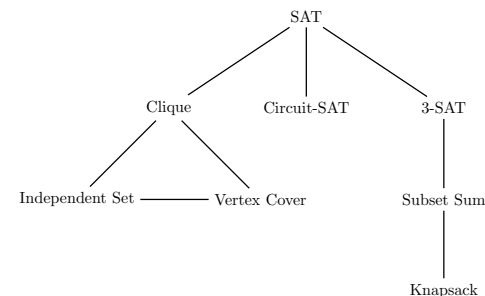 SAT
Clique
Circuit-SAT
3-SAT
Independent Set
Vertex Cover
Subset Sum
Knapsack